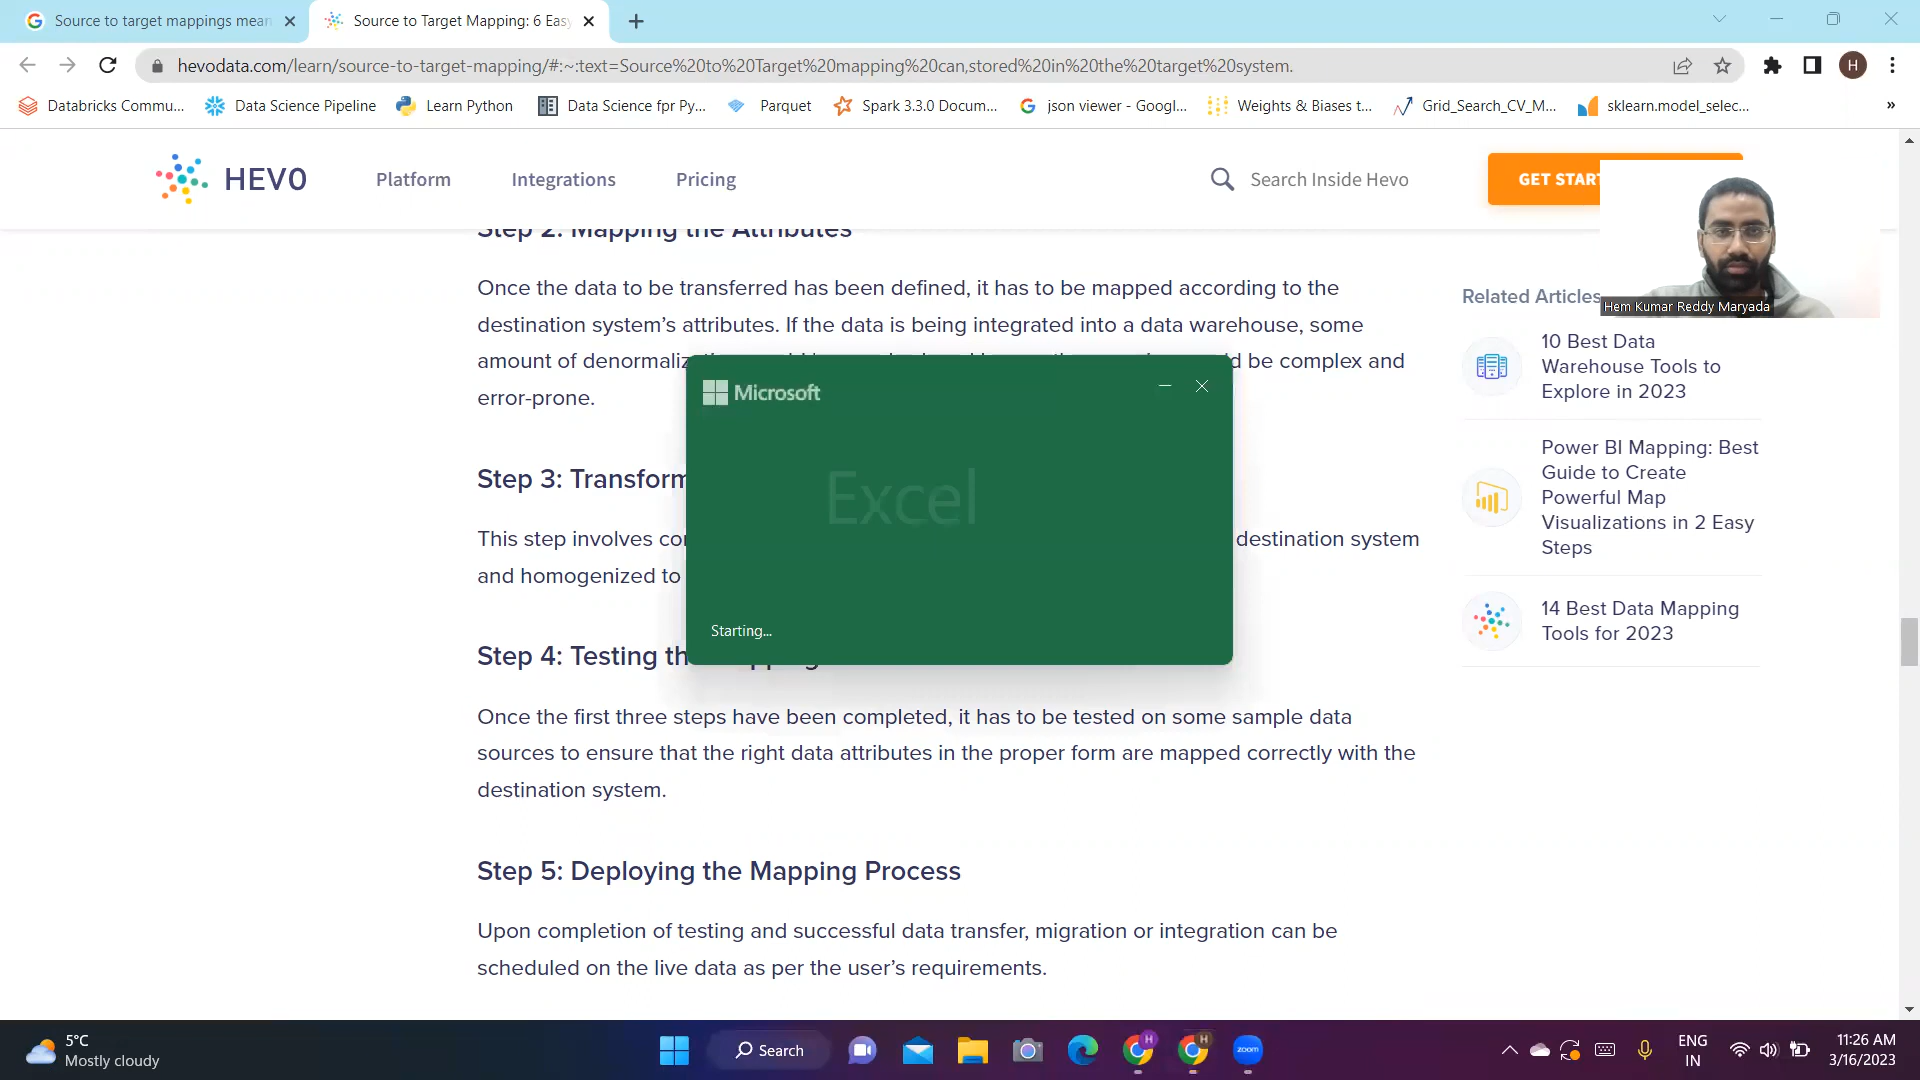 Source to target mappings mean
Source to Target Mapping: 6 Easy
hevodata.com/learn/source-to-target-mapping/#:~:text=Source%20to%20Target%20mapping%20can,stored%20in%20the%20target%20system.
H
Databricks Commu...
Data Science Pipeline
Learn Python
Data Science fpr Py...
Parquet
Spark 3.3.0 Docum...
json viewer - Googl...
Weights & Biases t...
Grid_Search_CV_M...
sklearn.model_selec...
»
HEVO
Platform
Integrations
Pricing
Search Inside Hevo
GET START
Step 2: Mapping the Attributes
Once the data to be transferred has been defined, it has to be mapped according to the
destination system's attributes. If the data is being integrated into a data warehouse, some
amount of denormaliz be complex and
error-prone.
Step 3: Transform
This step involves co destination system
and homogenized to
Step 4: Testing th
Once the first three steps have been completed, it has to be tested on some sample data
sources to ensure that the right data attributes in the proper form are mapped correctly with the
destination system.
Step 5: Deploying the Mapping Process
Upon completion of testing and successful data transfer, migration or integration can be
scheduled on the live data as per the user's requirements.
Microsoft
Excel
Starting...
Hem Kumar Reddy Maryada
Related Articles
10 Best Data
Warehouse Tools to
Explore in 2023
Power BI Mapping: Best
Guide to Create
Powerful Map
Visualizations in 2 Easy
Steps
14 Best Data Mapping
Tools for 2023
5°C
Mostly cloudy
Search
H
H
zoom
ENG
IN
11:26 AM
3/16/2023